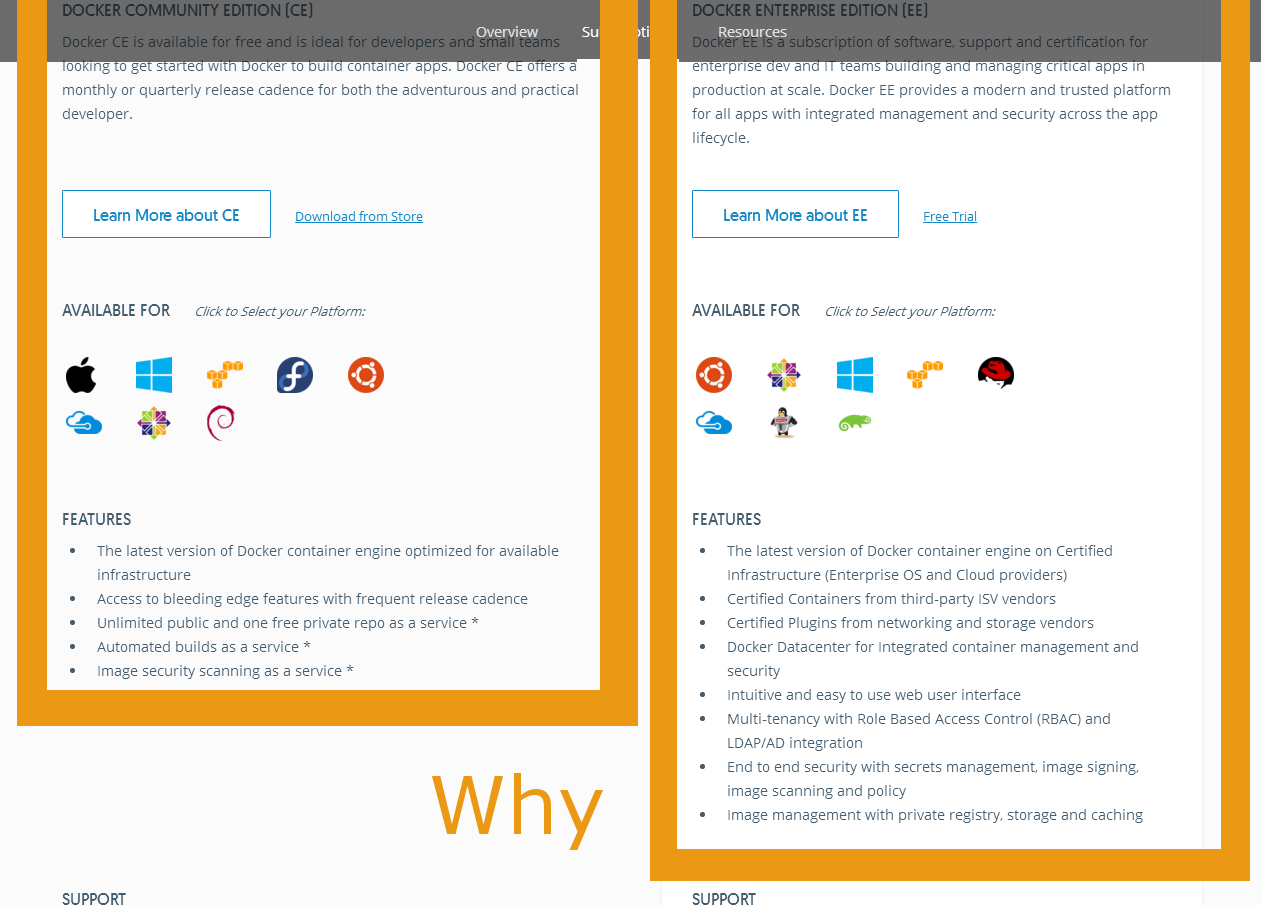 Overview
Resources
DOCKER COMMUNITY EDITION (CE)
Docker CE is available for free and is ideal for developers and small teams
looking to get started with Docker to build container apps. Docker CE offers a
monthly or quarterly release cadence for both the adventurous and practical
developer.
Learn More about CE
Download from Store
AVAILABLE FOR
Click to Select your Platform:
FEATURES
The latest version of Docker container engine optimized for available
infrastructure
Access to bleeding edge features with frequent release cadence
Unlimited public and one free private repo as a service *
Automated builds as a service *
Image security scanning as a service *
Why
SUPPORT
DOCKER ENTERPRISE EDITION (EE)
Docker EE is a subscription of software, support and certification for
enterprise dev and IT teams building and managing critical apps in
production at scale. Docker EE provides a modern and trusted platform
for all apps with integrated management and security across the app
lifecycle.
Learn More about EE
Free Trial
AVAILABLE FOR
Click to Select your Platform:
FEATURES
The latest version of Docker container engine on Certified
Infrastructure (Enterprise OS and Cloud providers)
Certified Containers from third-party ISV vendors
Certified Plugins from networking and storage vendors
Docker Datacenter for Integrated container management and
security
Intuitive and easy to use web user interface
Multi-tenancy with Role Based Access Control (RBAC) and
LDAP/AD integration
End to end security with secrets management, image signing,
image scanning and policy
Image management with private registry, storage and caching
SUPPORT